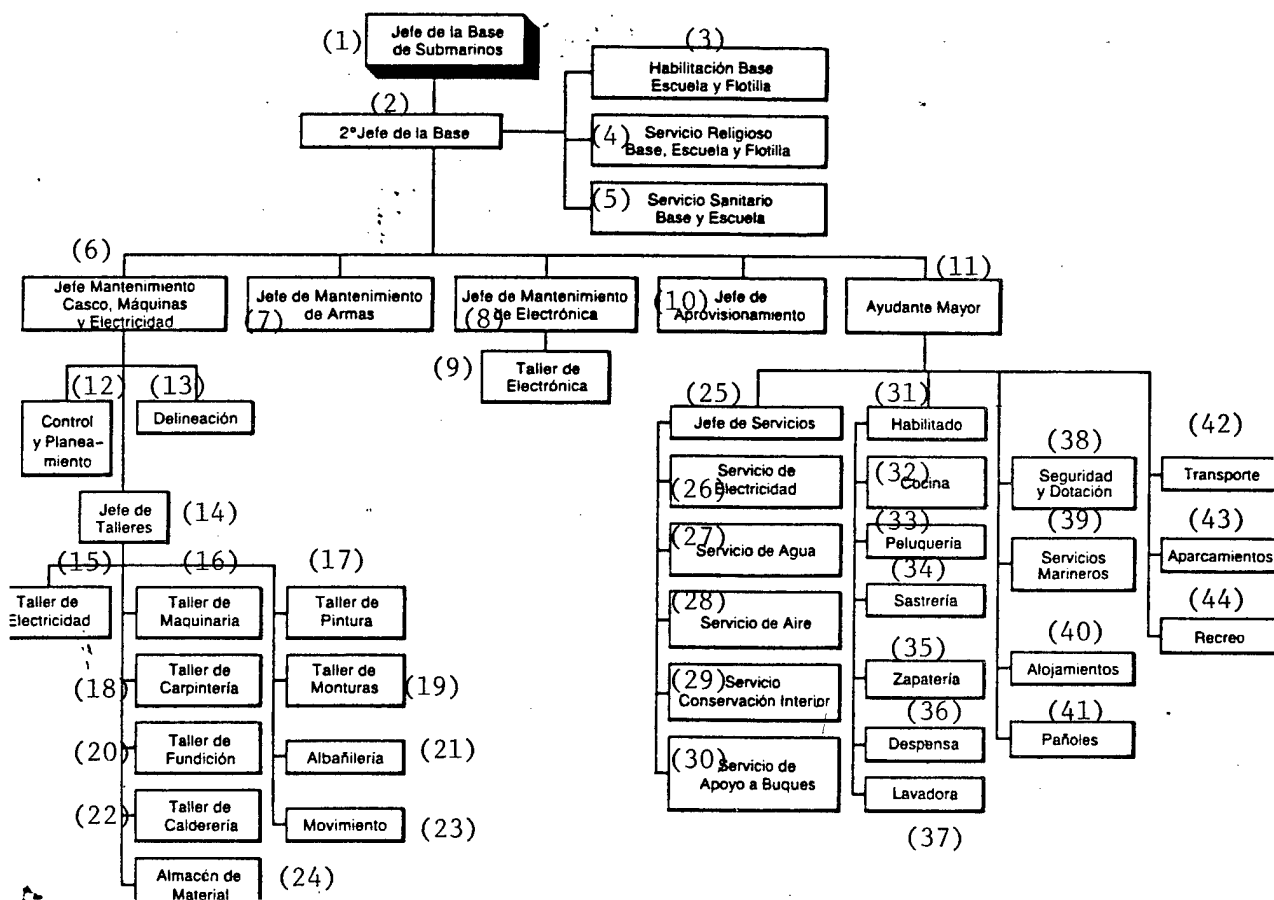 (1)
Jefe de la Base
de Submarinos
(2)
2º Jefe de la Base
(3)
Habilitación Base
Escuela y Flotilla
(4)
Servicio Religioso
Base, Escuela y Flotilla
(5)
Servicio Sanitario
Base y Escuela
(6)
Jefe Mantenimiento
Casco, Máquinas
y Electricidad
(7)
Jefe de Mantenimiento
de Armas
(8)
Jefe de Mantenimiento
de Electrónica
(9)
Taller de
Electrónica
(10)
Jefe de
Aprovisionamiento
(11)
Ayudante Mayor
(12)
Control
y Planea-
miento
(13)
Delineación
Jefe de
Talleres
(14)
(15)
Taller de
Electricidad
(16)
Taller de
Maquinaria
(17)
Taller de
Pintura
(18)
Taller de
Carpintería
Taller de
Monturas
(19)
(20)
Taller de
Fundición
Albañilería
(21)
(22)
Taller de
Calderería
Movimiento
(23)
Almacén de
Material
(24)
(25)
Jefe de Servicios
(26)
Servicio de
Electricidad
(27)
Servicio de Agua
(28)
Servicio de Aire
(29)
Servicio
Conservación Interior
(30)
Servicio de
Apoyo a Buques
(31)
Habilitado
(32)
Cocina
(33)
Peluquería
(34)
Sastrería
(35)
Zapatería
(36)
Despensa
Lavadora
(37)
(38)
Seguridad
y Dotación
(39)
Servicios
Marineros
(40)
Alojamientos
(41)
Pañoles
(42)
Transporte
(43)
Aparcamientos
(44)
Recreo